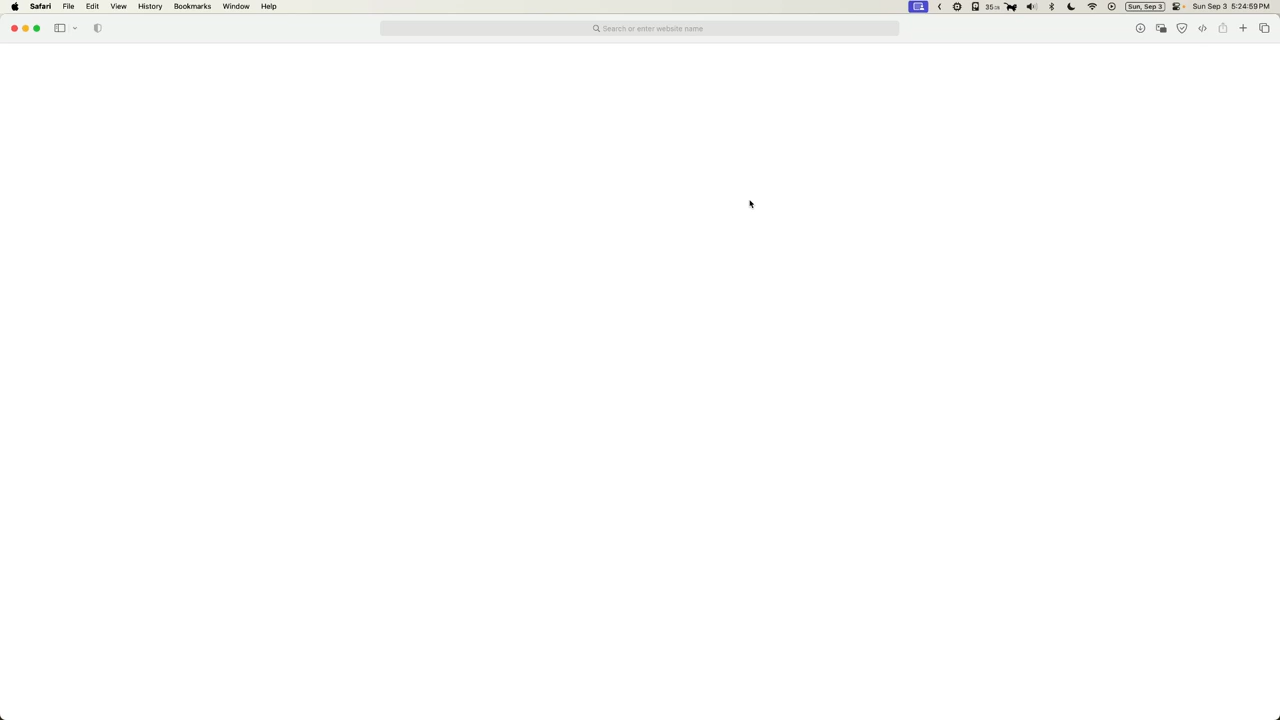 Safari File Edit View History Bookmarks Window Help Sun, Sep 3 Sun Sep 3 5:24:59 PM
Search or enter website name